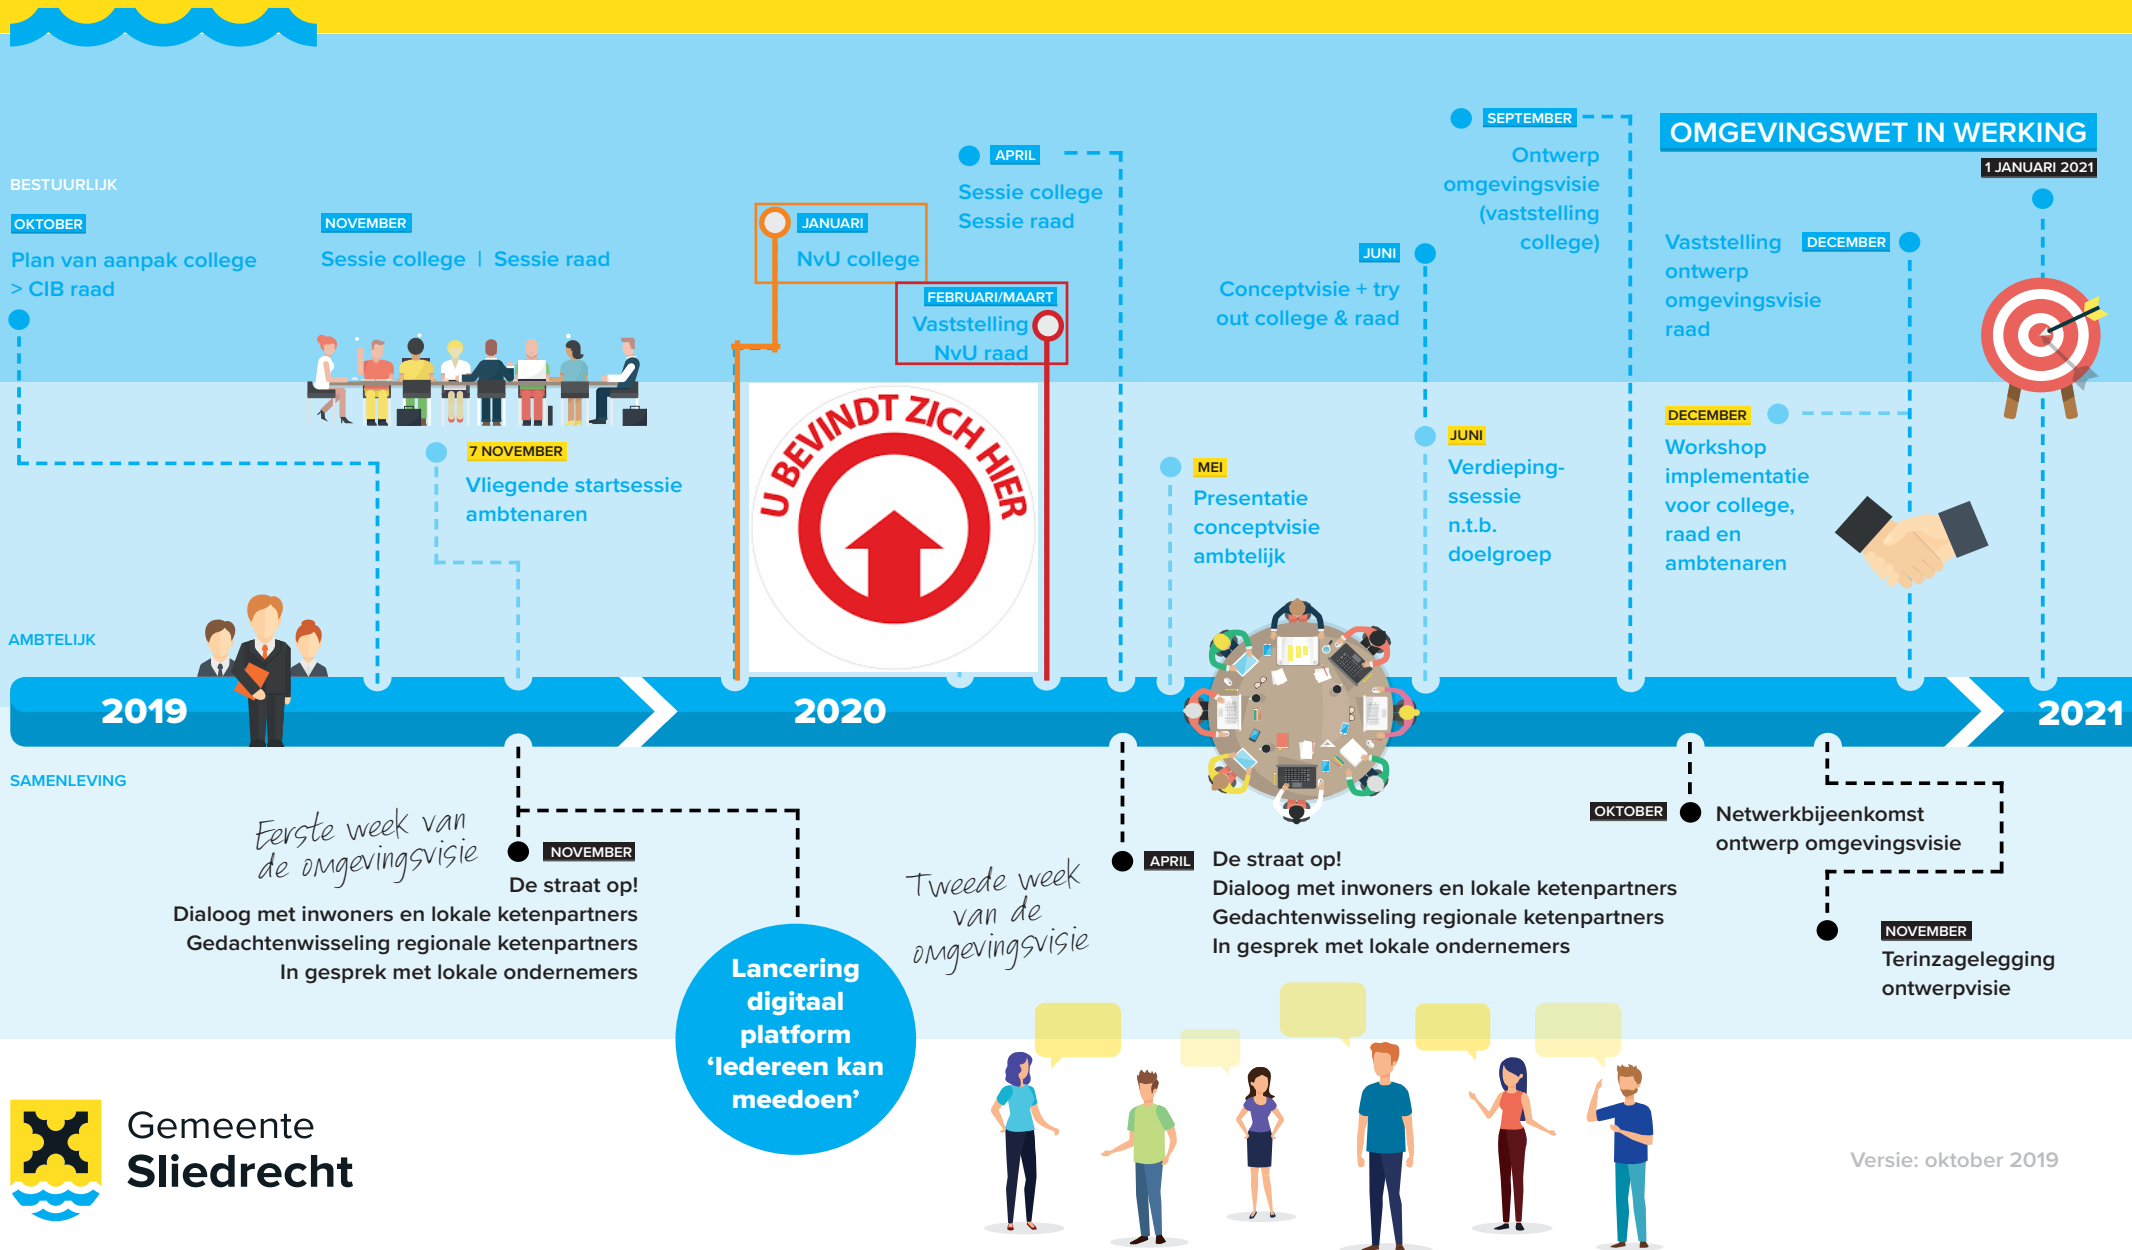 BESTUURLIJK
OKTOBER
Plan van aanpak college
> CIB raad
NOVEMBER
Sessie college | Sessie raad
JANUARI
NvU college
FEBRUARI/MAART
Vaststelling
NvU raad
APRIL
Sessie college
Sessie raad
JUNI
Conceptvisie + try
out college & raad
SEPTEMBER
Ontwerp
omgevingsvisie
(vaststelling
college)
OMGEVINGSWET IN WERKING
1 JANUARI 2021
Vaststelling
ontwerp
omgevingsvisie
raad
DECEMBER
7 NOVEMBER
Vliegende startsessie
ambtenaren
U BEVINDT ZICH HIER
MEI
Presentatie
conceptvisie
ambtelijk
JUNI
Verdieping-
ssessie
n.t.b.
doelgroep
DECEMBER
Workshop
implementatie
voor college,
raad en
ambtenaren
AMBTELIJK
2019
2020
2021
SAMENLEVING
Eerste week van
de omgevingsvisie
NOVEMBER
De straat op!
Dialoog met inwoners en lokale ketenpartners
Gedachtenwisseling regionale ketenpartners
In gesprek met lokale ondernemers
Lancering
digitaal
platform
‘Iedereen kan
meedoen’
Tweede week
van de
omgevingsvisie
APRIL
De straat op!
Dialoog met inwoners en lokale ketenpartners
Gedachtenwisseling regionale ketenpartners
In gesprek met lokale ondernemers
OKTOBER
Netwerkbijeenkomst
ontwerp omgevingsvisie
NOVEMBER
Terinzagelegging
ontwerpvisie
Gemeente
Sliedrecht
Versie: oktober 2019